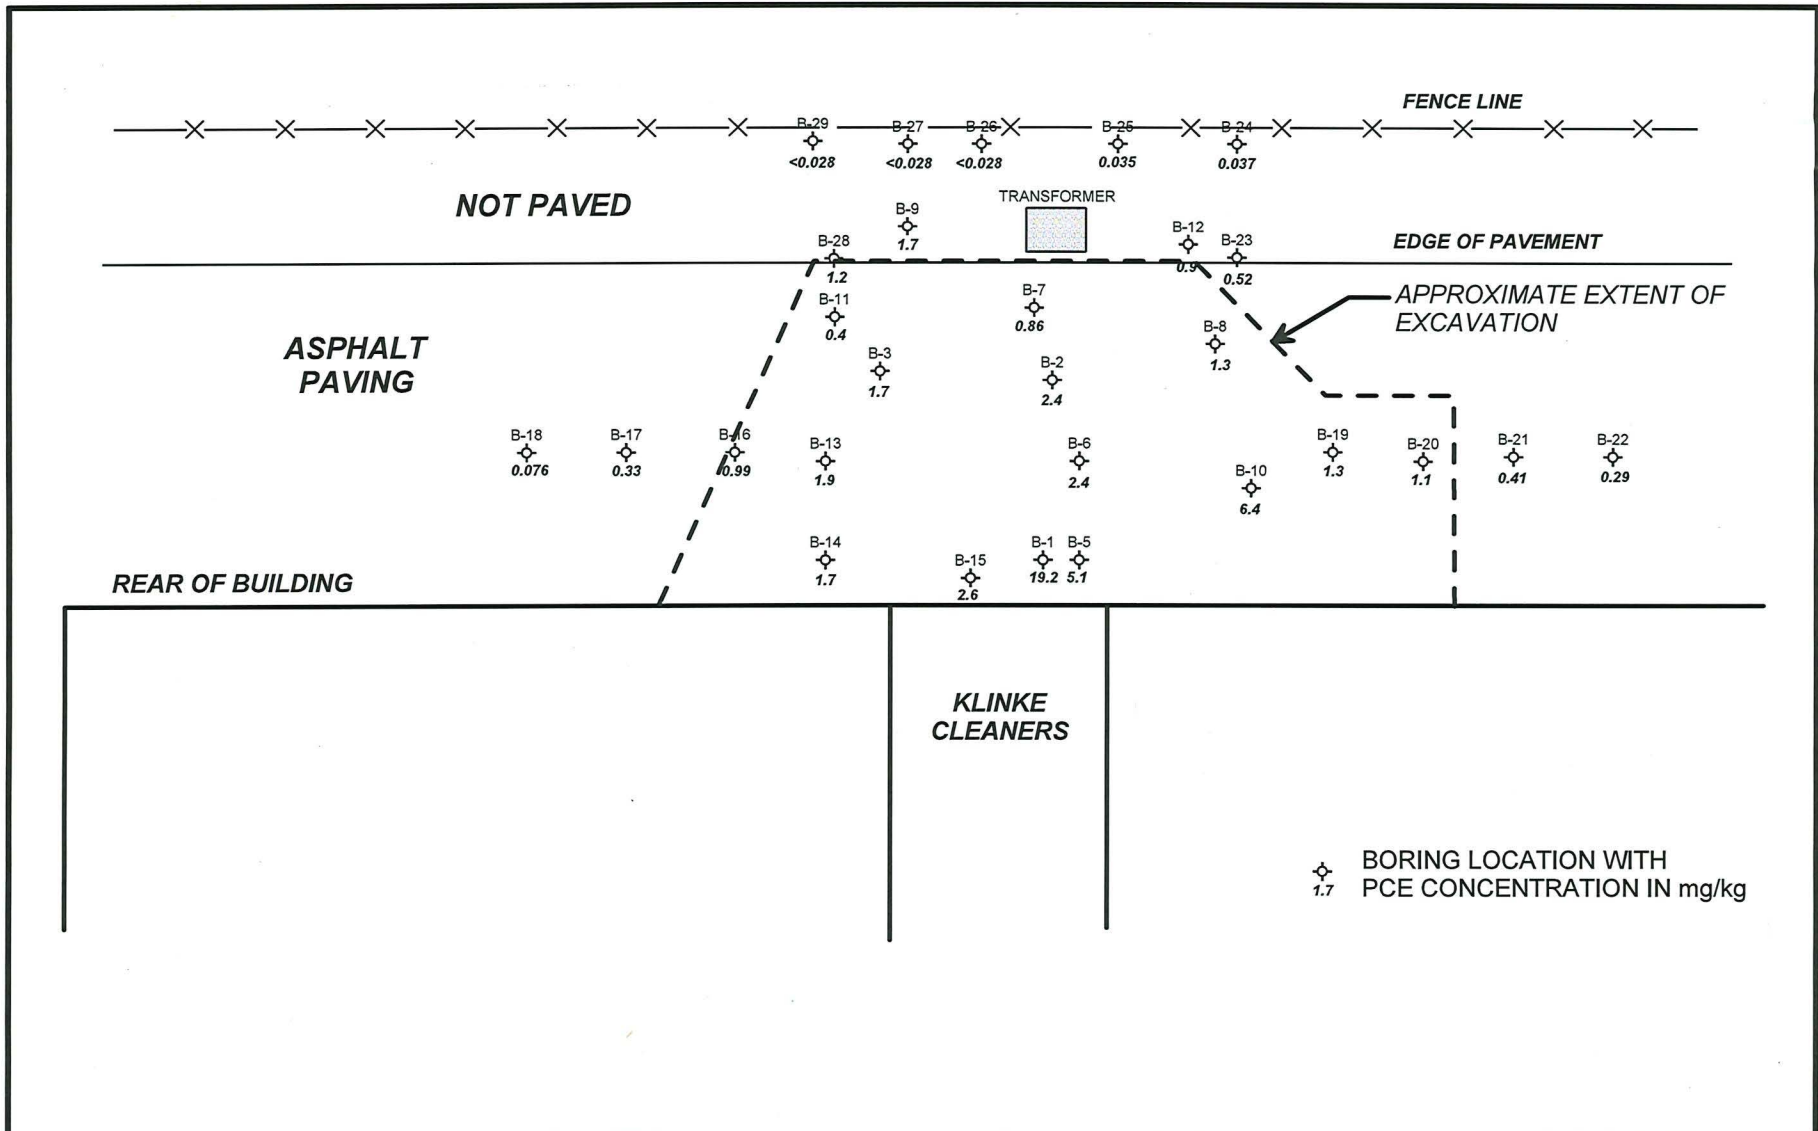 FENCE LINE
B-29
B-27
B-26
B-25
B-24
<0.028
<0.028
<0.028
0.035
0.037
NOT PAVED
TRANSFORMER
B-9
1.7
B-28
1.2
B-12
0.9
B-23
0.52
EDGE OF PAVEMENT
APPROXIMATE EXTENT OF
EXCAVATION
B-11
0.4
B-7
0.86
B-8
1.3
ASPHALT
PAVING
B-3
1.7
B-2
2.4
B-18
0.076
B-17
0.33
B-16
0.99
B-13
1.9
B-6
2.4
B-10
6.4
B-19
1.3
B-20
1.1
B-21
0.41
B-22
0.29
B-14
1.7
B-15
2.6
B-1
19.2
B-5
5.1
REAR OF BUILDING
KLINKE
CLEANERS
1.7
BORING LOCATION WITH
PCE CONCENTRATION IN mg/kg